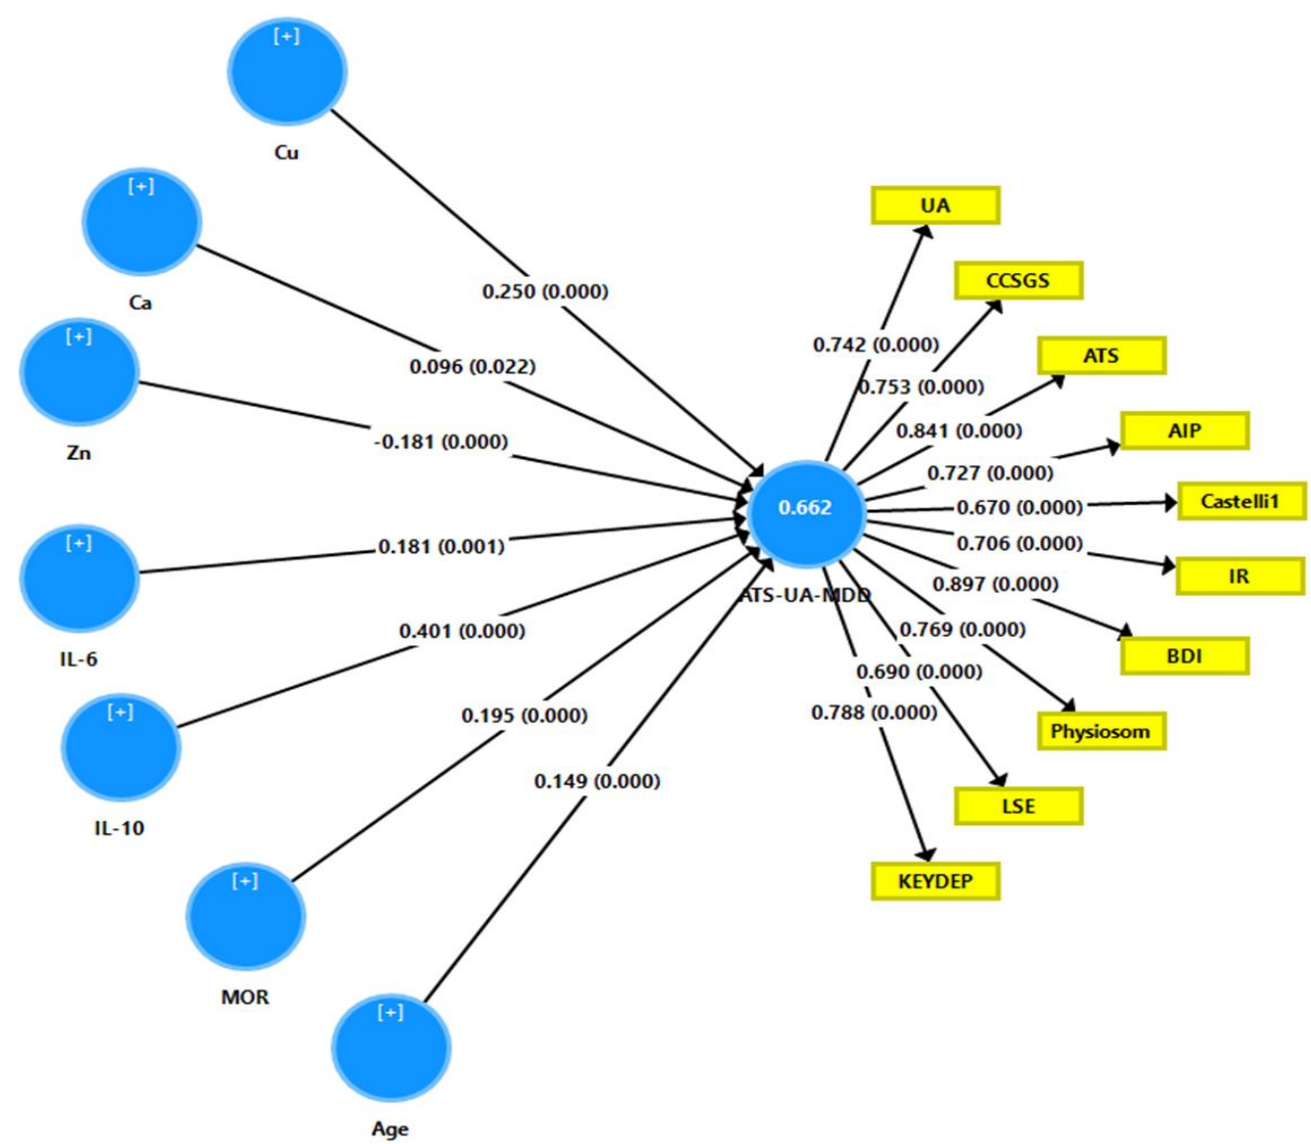 [+]
Cu
[+]
Ca
[+]
Zn
[+]
IL-6
[+]
IL-10
[+]
MOR
[+]
Age
0.250 (0.000)
0.096 (0.022)
-0.181 (0.000)
0.181 (0.001)
0.401 (0.000)
0.195 (0.000)
0.149 (0.000)
0.662
ATS-UA-MDD
0.742 (0.000)
0.753 (0.000)
0.841 (0.000)
0.727 (0.000)
0.670 (0.000)
0.706 (0.000)
0.897 (0.000)
0.769 (0.000)
0.690 (0.000)
0.788 (0.000)
UA
CCSGS
ATS
AIP
Castelli1
IR
BDI
Physiosom
LSE
KEYDEP